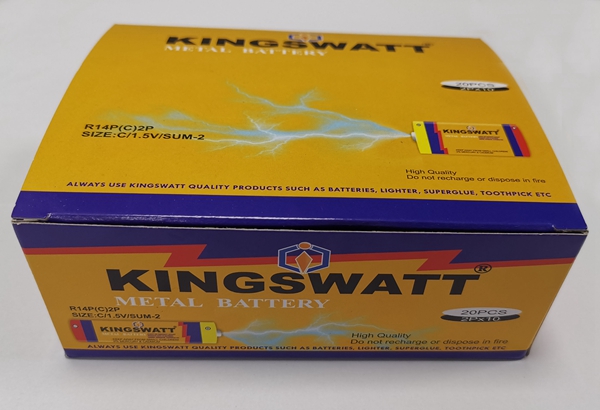 KINGSWATT®
METAL BATTERY
20PCS
2P×10
R14P(C)2P
SIZE:C/1.5V/SUM-2
KINGSWATT
High Quality
Do not recharge or dispose in fire
ALWAYS USE KINGSWATT QUALITY PRODUCTS SUCH AS BATTERIES, LIGHTER, SUPERGLUE, TOOTHPICK ETC
KINGSWATT®
METAL BATTERY
R14P(C)2P
SIZE:C/1.5V/SUM-2
20PCS
2P×10
KINGSWATT
High Quality
Do not recharge or dispose in fire
ALWAYS USE KINGSWATT QUALITY PRODUCTS SUCH AS BATTERIES, LIGHTER, SUPERGLUE, TOOTHPICK ETC